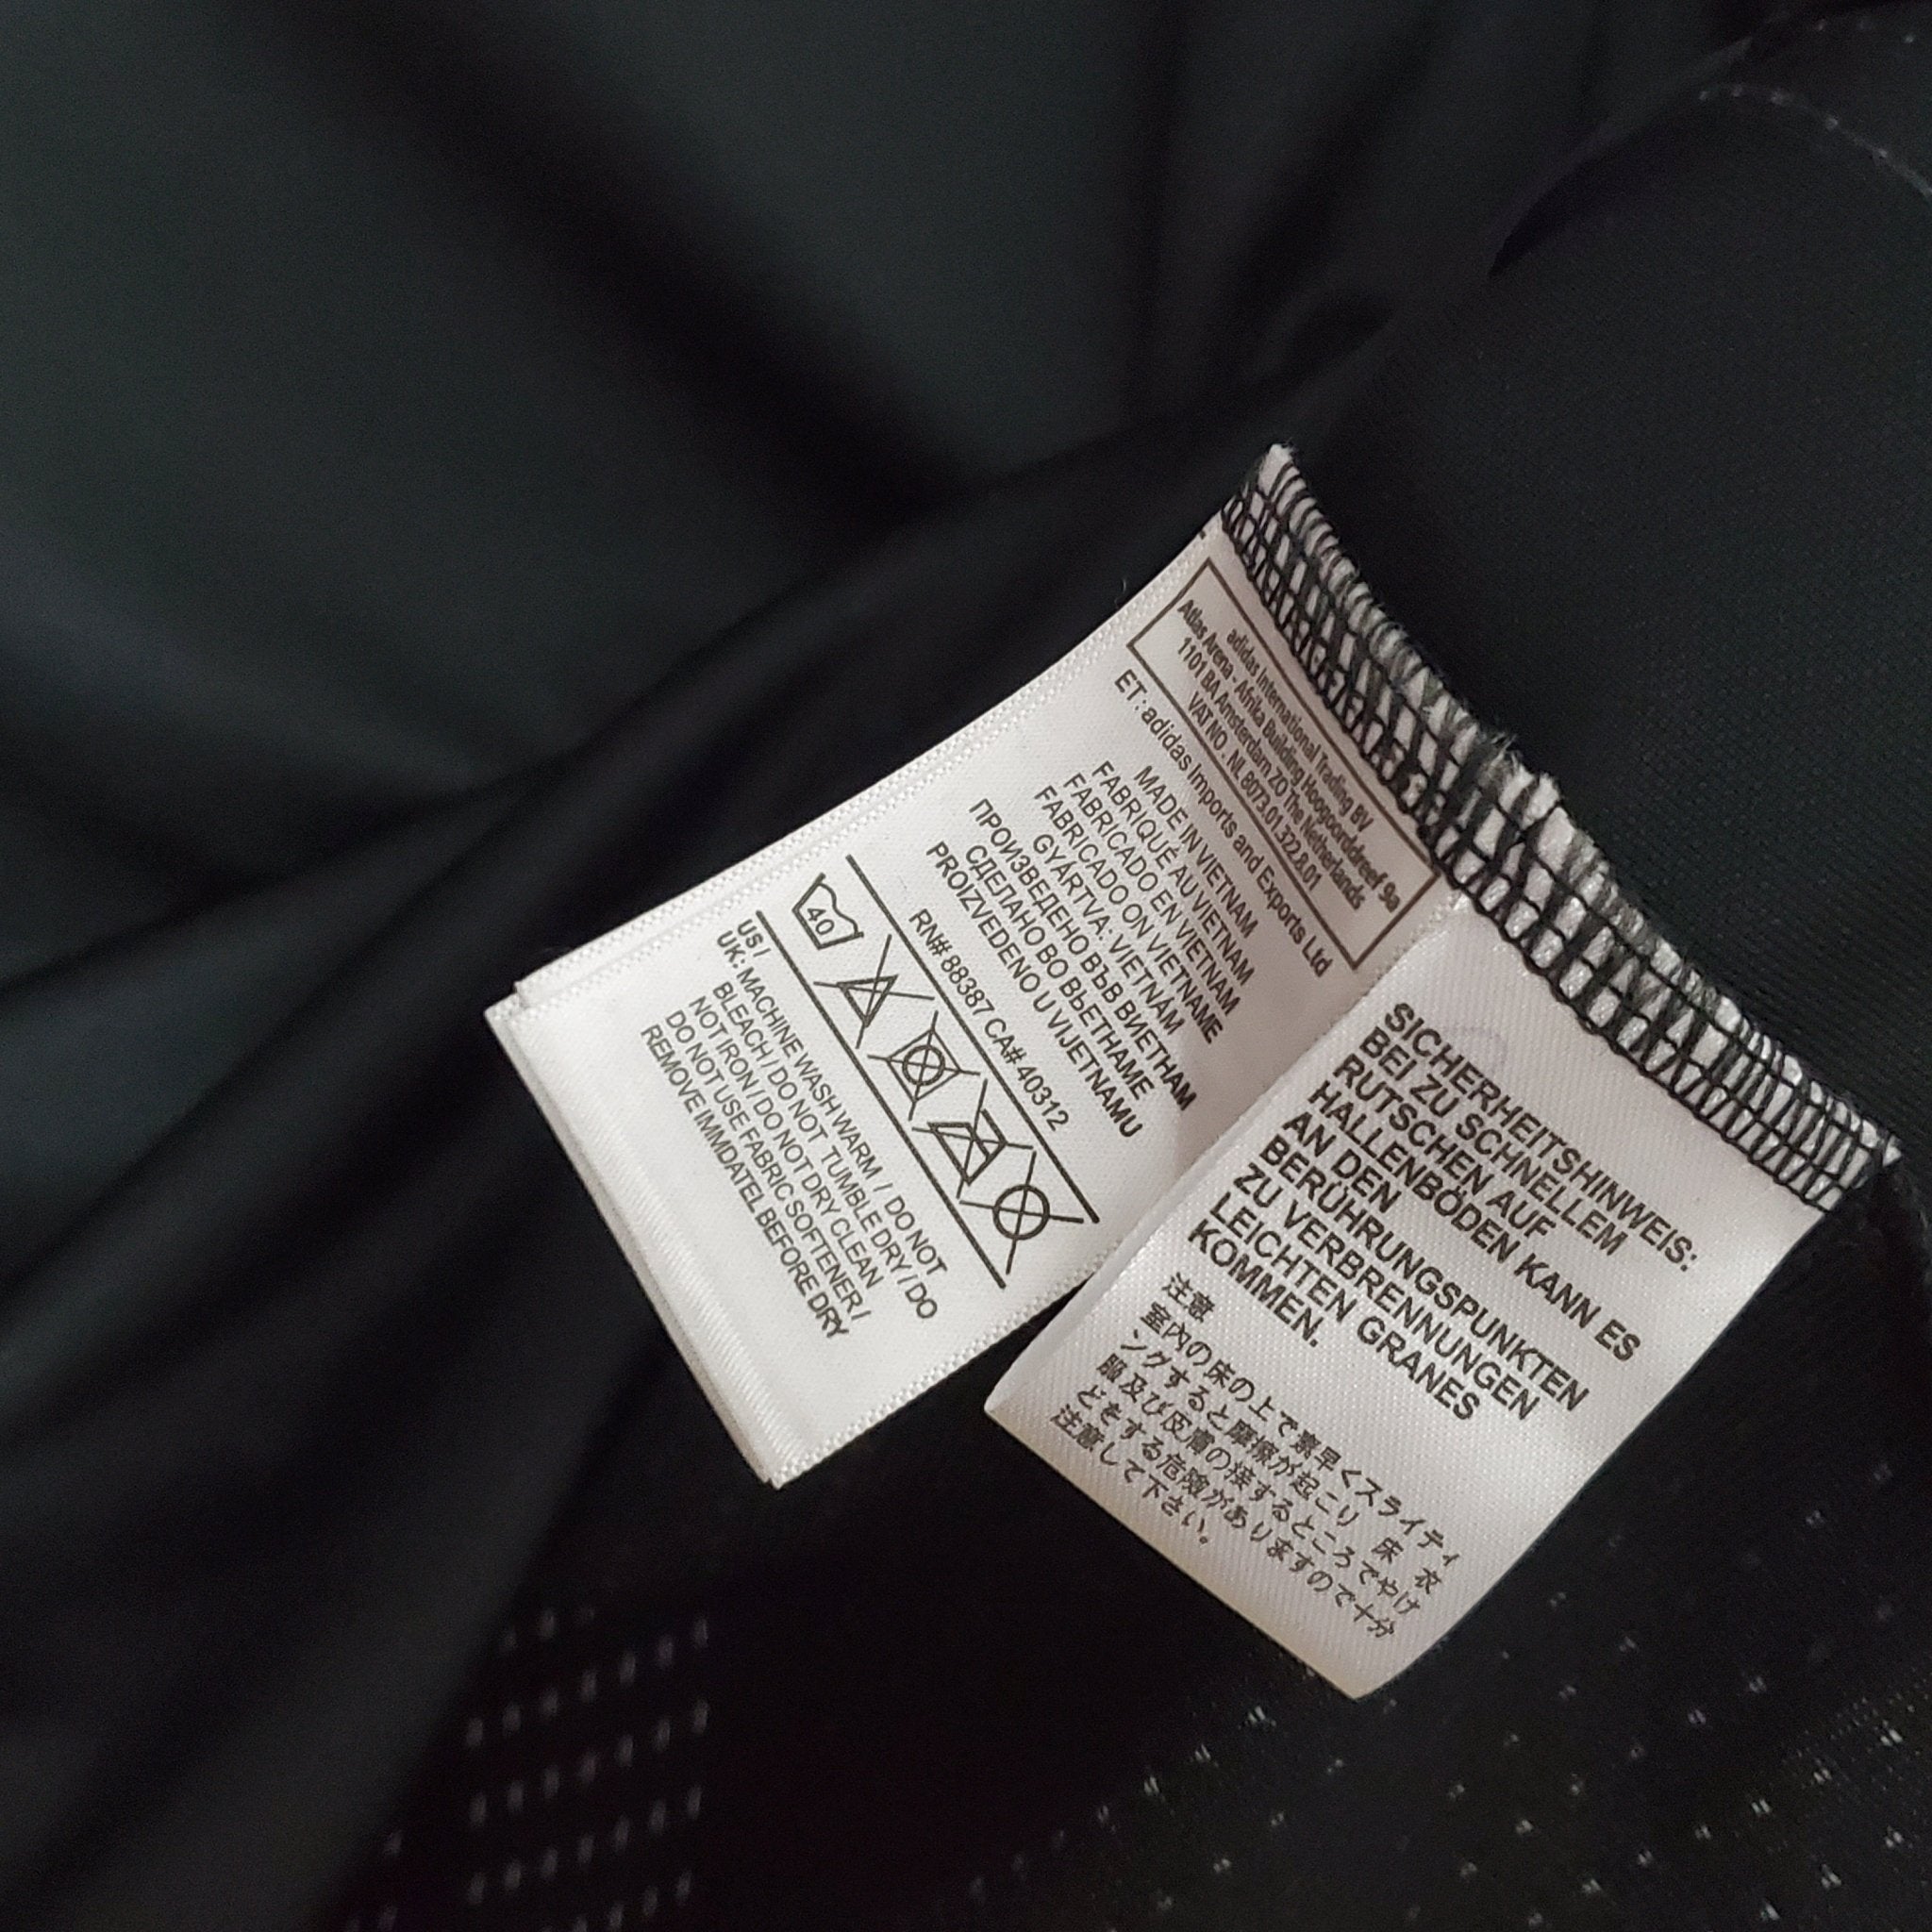 adidas International Trading BV
Atlas Arena - Afrika Building Hoogoorddreef 9a
1101 BA Amsterdam ZO The Netherlands
VAT NO . NL 8073.01.322.B.01
ET : adidas Imports and Exports Ltd
MADE IN VIETNAM
FABRIQUÉ AU VIETNAM
FABRICADO EN VIETNAM
FABRICADO ON VIETNAME
GYÁRTVA: VIETNÁM
ПРОИЗВЕДЕНО ВЪВ ВИЕТНАМ
СДЕЛАНО ВО ВЬЕТНАМЕ
PROIZVEDENO U VIJETNAMU
RN# 88387 CA# 40312
40
US /
UK: MACHINE WASH WARM / DO NOT
BLEACH / DO NOT TUMBLE DRY / DO
NOT IRON / DO NOT DRY CLEAN
DO NOT USE FABRIC SOFTENER /
REMOVE IMMDATEL BEFORE DRY
SICHERHEITSHINWEIS:
BEI ZU SCHNELLEM
RUTSCHEN AUF
HALLENBÖDEN KANN ES
AN DEN
BERÜHRUNGSPUNKTEN
ZU VERBRENNUNGEN
LEICHTEN GRANES
KOMMEN.
注意
室内の床の上で素早くスライディ
ングすると摩擦が起こり 床 衣
服及び皮膚の接するところでやけ
どをする危険がありますので十分
注意して下さい。